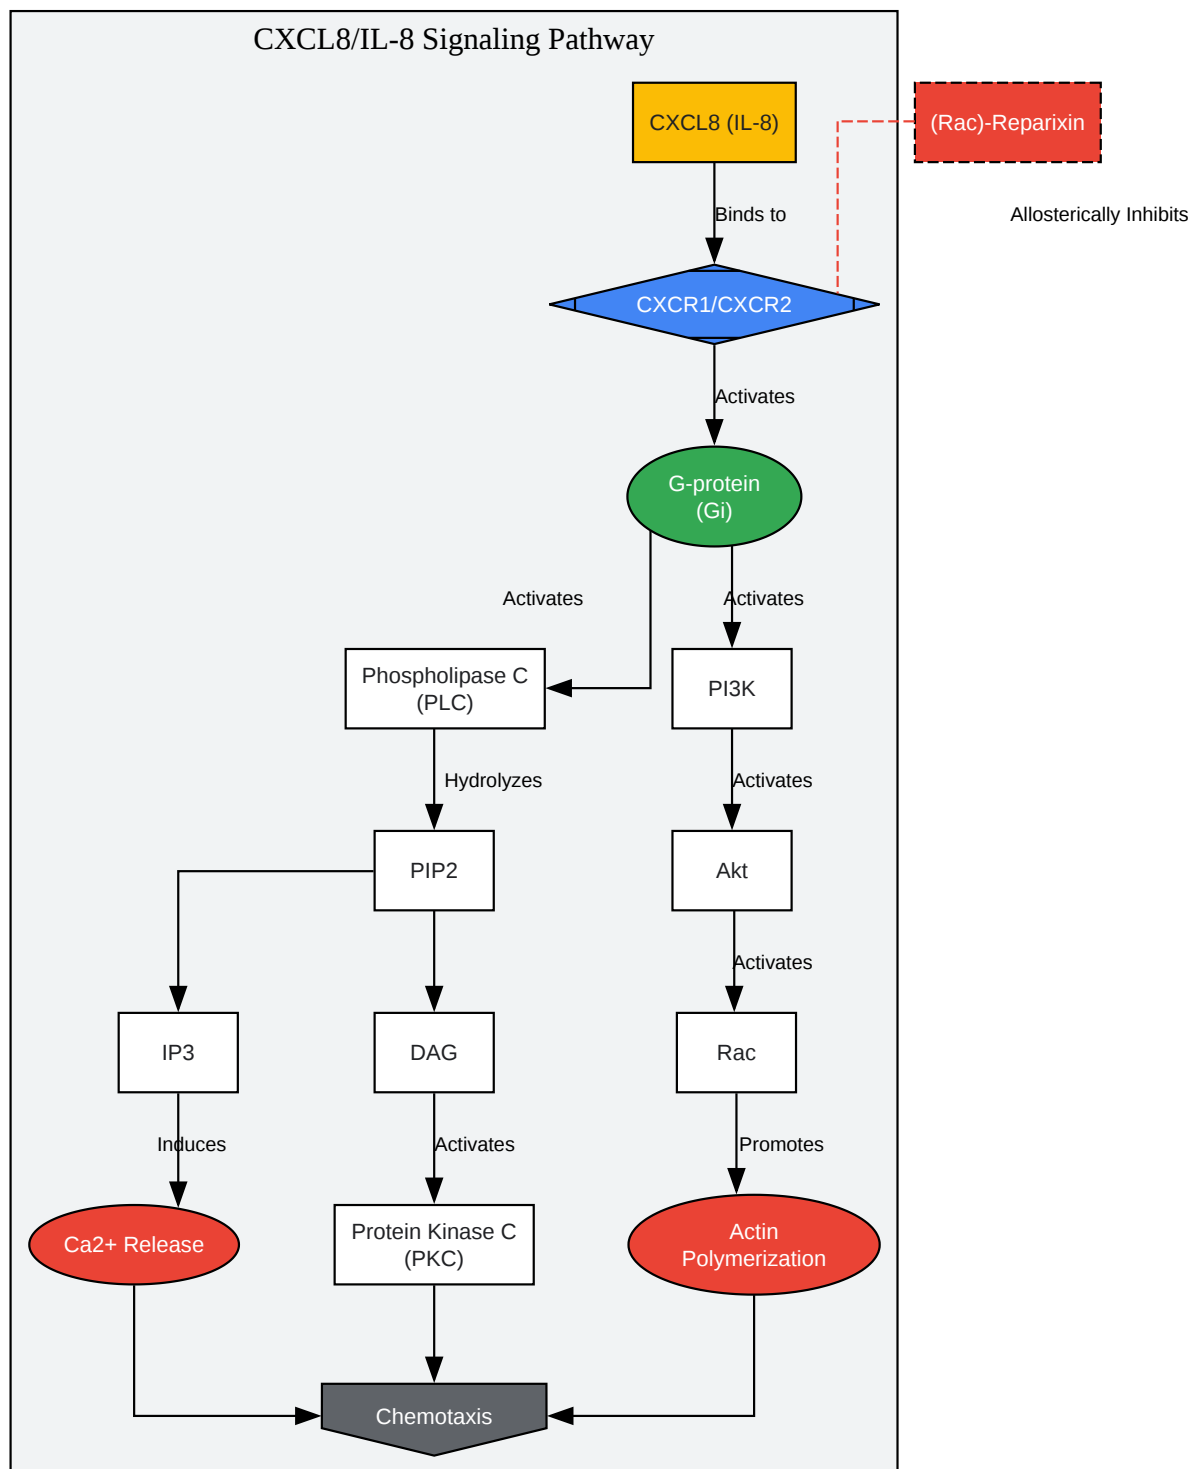 CXCL8/IL-8 Signaling Pathway
CXCL8 (IL-8)
(Rac)-Reparixin
Binds to
Allosterically Inhibits
CXCR1/CXCR2
Activates
G-protein
(Gi)
Activates
Activates
Phospholipase C
(PLC)
PI3K
Hydrolyzes
Activates
PIP2
Akt
Activates
IP3
DAG
Rac
Induces
Activates
Promotes
Ca2+ Release
Protein Kinase C
(PKC)
Actin
Polymerization
Chemotaxis